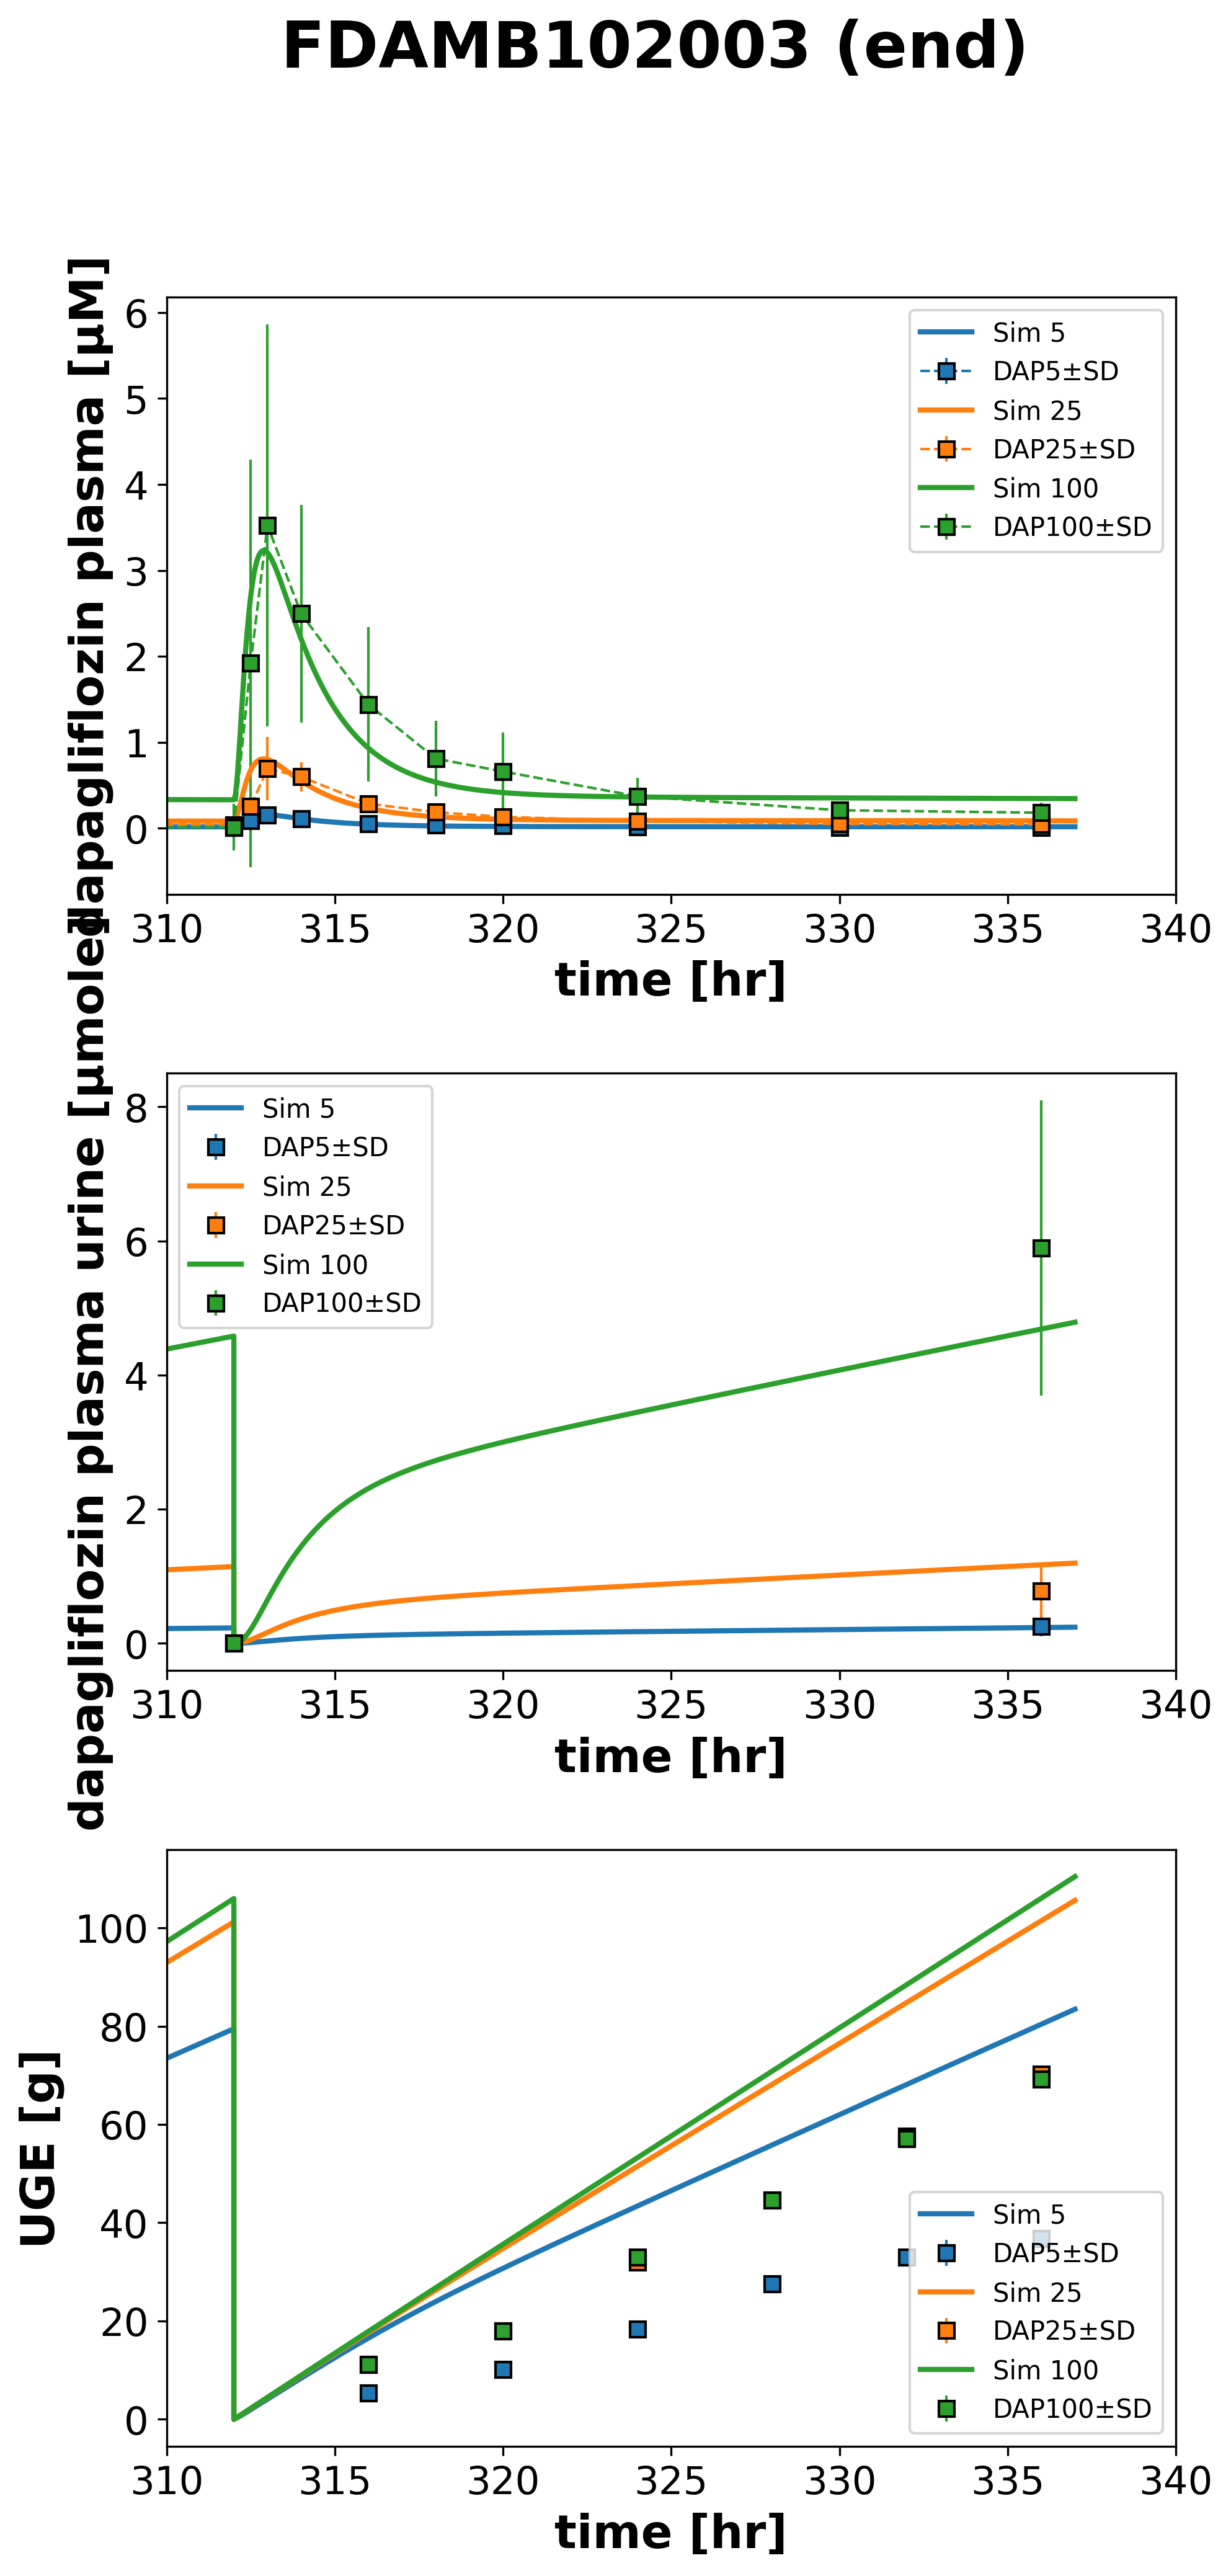 FDAMB102003 (end)
dapagliflozin plasma [µM]
6
5
4
3
2
1
0
Sim 5
DAP5±SD
Sim 25
DAP25±SD
Sim 100
DAP100±SD
310 315 320 325 330 335 340
time [hr]
dapagliflozin plasma urine [µmole]
8
6
4
2
0
Sim 5
DAP5±SD
Sim 25
DAP25±SD
Sim 100
DAP100±SD
310 315 320 325 330 335 340
time [hr]
UGE [g]
100
80
60
40
20
0
Sim 5
DAP5±SD
Sim 25
DAP25±SD
Sim 100
DAP100±SD
310 315 320 325 330 335 340
time [hr]